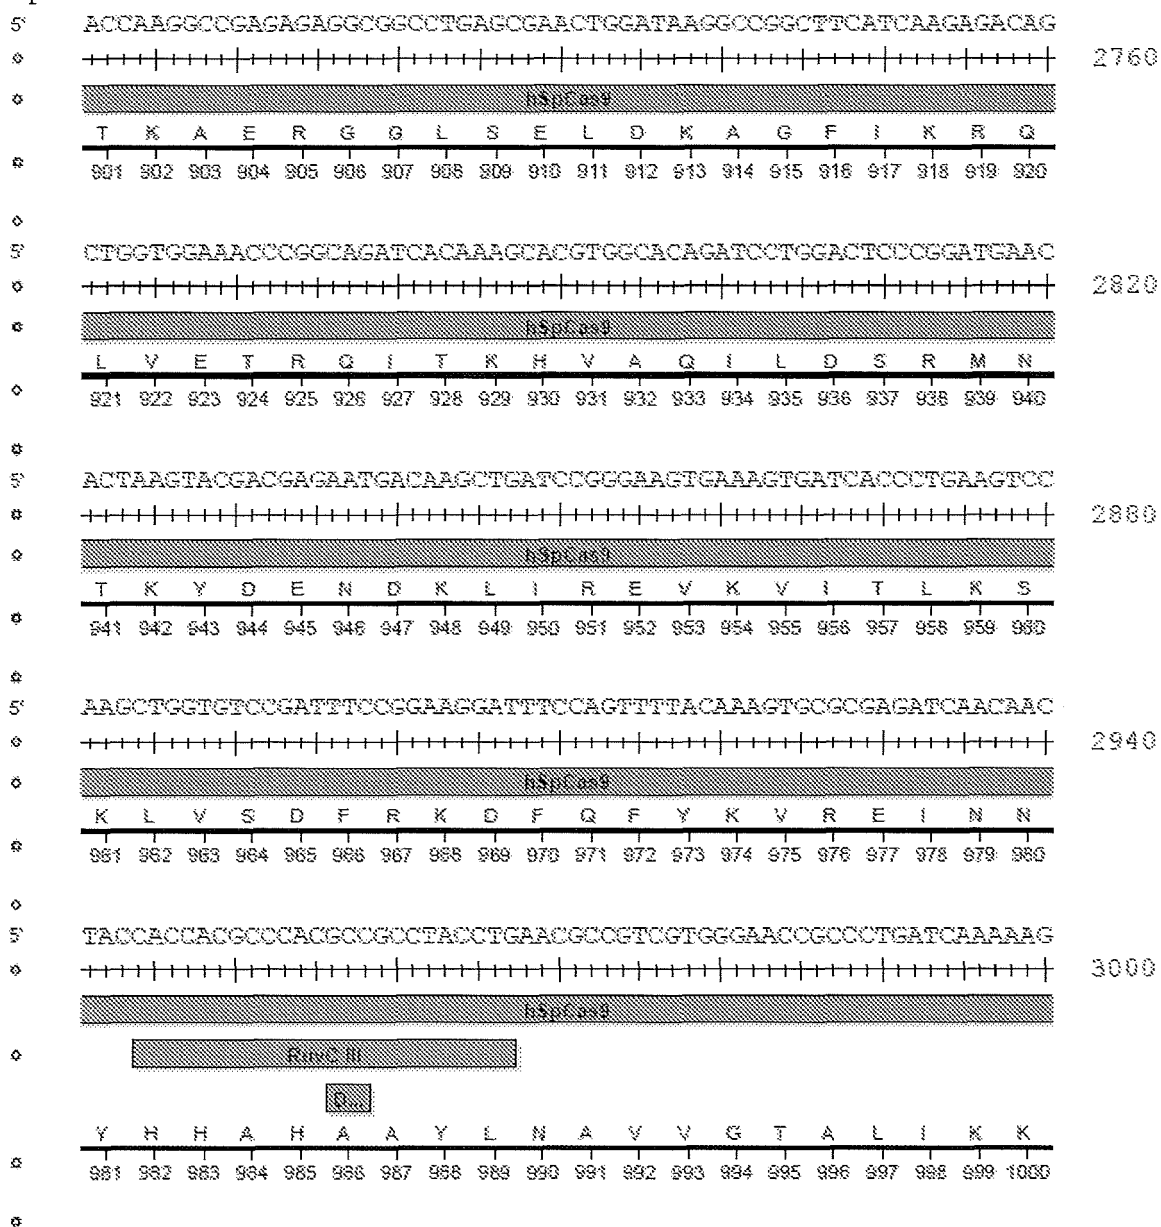 5' ACCAAGGCCGAGAGAGGCGGCCTGAGCGAACTGGATAAGGCCGGCTTCATCAAGAGACAG
2760
hSpCas9
T K A E R G G L S E L D K A G F I K R Q
901 902 903 904 905 906 907 908 909 910 911 912 913 914 915 916 917 918 919 920
5' CTGGTGGAAACCCGGCAGATCACAAAGCACGTGGCACAGATCCTGGACTCCCGGATGAAC
2820
hSpCas9
L V E T R Q I T K H V A Q I L D S R M N
921 922 923 924 925 926 927 928 929 930 931 932 933 934 935 936 937 938 939 940
5' ACTAAGTACGACGAGAATGACAAGCTGATCCGGGAAGTGAAAGTGATCACCCTGAAGTCC
2880
hSpCas9
T K Y D E N D K L I R E V K V I T L K S
941 942 943 944 945 946 947 948 949 950 951 952 953 954 955 956 957 958 959 960
5' AAGCTGGTGTCCGATTTCCGGAAGGATTTCCAGTTTTACAAAGTGCGCGAGATCAACAAC
2940
hSpCas9
K L V S D F R K D F Q F Y K V R E I N N
961 962 963 964 965 966 967 968 969 970 971 972 973 974 975 976 977 978 979 980
5' TACCACCACGCCCACGCCGCCTACCTGAACGCCGTCGTGGGAACCGCCCTGATCAAAAAG
3000
hSpCas9
RuvC III
D...
Y H H A H A A Y L N A V V G T A L I K K
981 982 983 984 985 986 987 988 989 990 991 992 993 994 995 996 997 998 999 1000